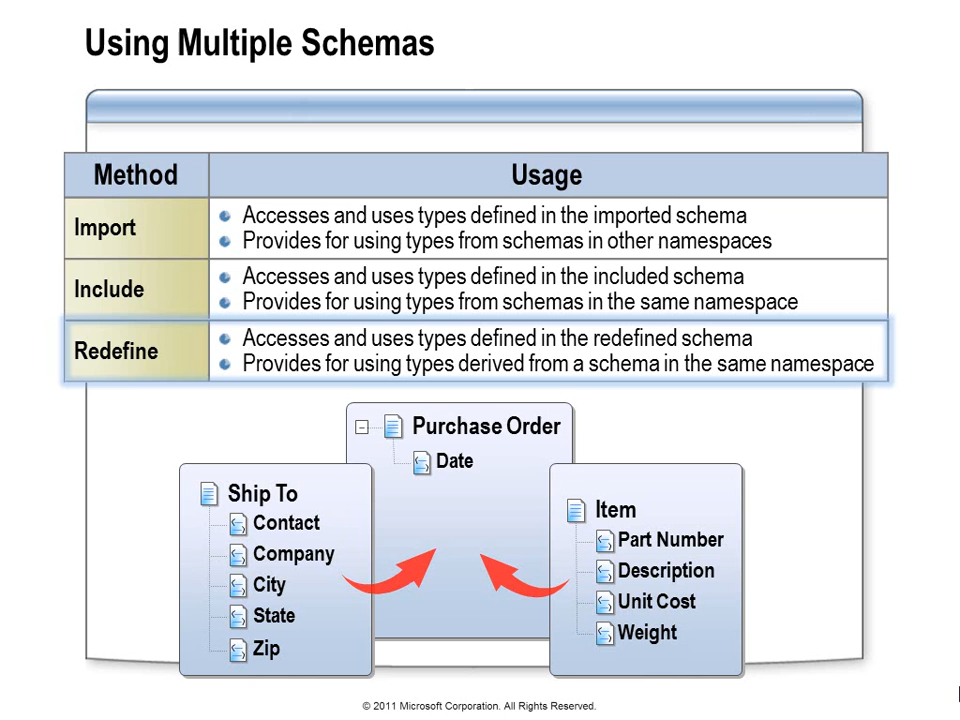 Using Multiple Schemas
Method
Usage
Import
Accesses and uses types defined in the imported schema
Provides for using types from schemas in other namespaces
Include
Accesses and uses types defined in the included schema
Provides for using types from schemas in the same namespace
Redefine
Accesses and uses types defined in the redefined schema
Provides for using types derived from a schema in the same namespace
Purchase Order
Date
Ship To
Contact
Company
City
State
Zip
Item
Part Number
Description
Unit Cost
Weight
© 2011 Microsoft Corporation. All Rights Reserved.